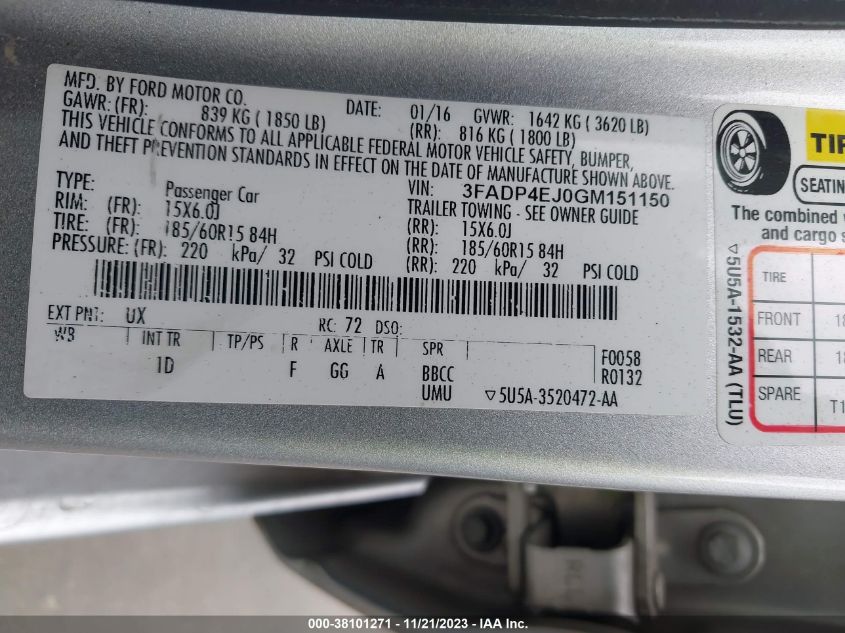 MFD. BY FORD MOTOR CO.
DATE: 01/16 GVWR: 1642 KG ( 3620 LB)
GAWR: (FR): 839 KG ( 1850 LB) (RR): 816 KG ( 1800 LB)
THIS VEHICLE CONFORMS TO ALL APPLICABLE FEDERAL MOTOR VEHICLE SAFETY, BUMPER,
AND THEFT PREVENTION STANDARDS IN EFFECT ON THE DATE OF MANUFACTURE SHOWN ABOVE.
TYPE: Passenger Car VIN: 3FADP4EJ0GM151150
TRAILER TOWING - SEE OWNER GUIDE
RIM: (FR): 15X6.0J (RR): 15X6.0J
TIRE: (FR): 185/60R15 84H (RR): 185/60R15 84H
PRESSURE: (FR): 220 kPa/ 32 PSI COLD (RR): 220 kPa/ 32 PSI COLD
EXT PNT: UX RC: 72 DSO:
WB INT TR TP/PS R AXLE TR SPR F0058
1D F GG A BBCC R0132
UMU ▽5U5A-3520472-AA
TIR
SEATIN
The combined
and cargo s
▽5U5A-1532-AA (TLU)
TIRE
FRONT 18
REAR 18
SPARE T1
000-38101271 - 11/21/2023 - IAA Inc.